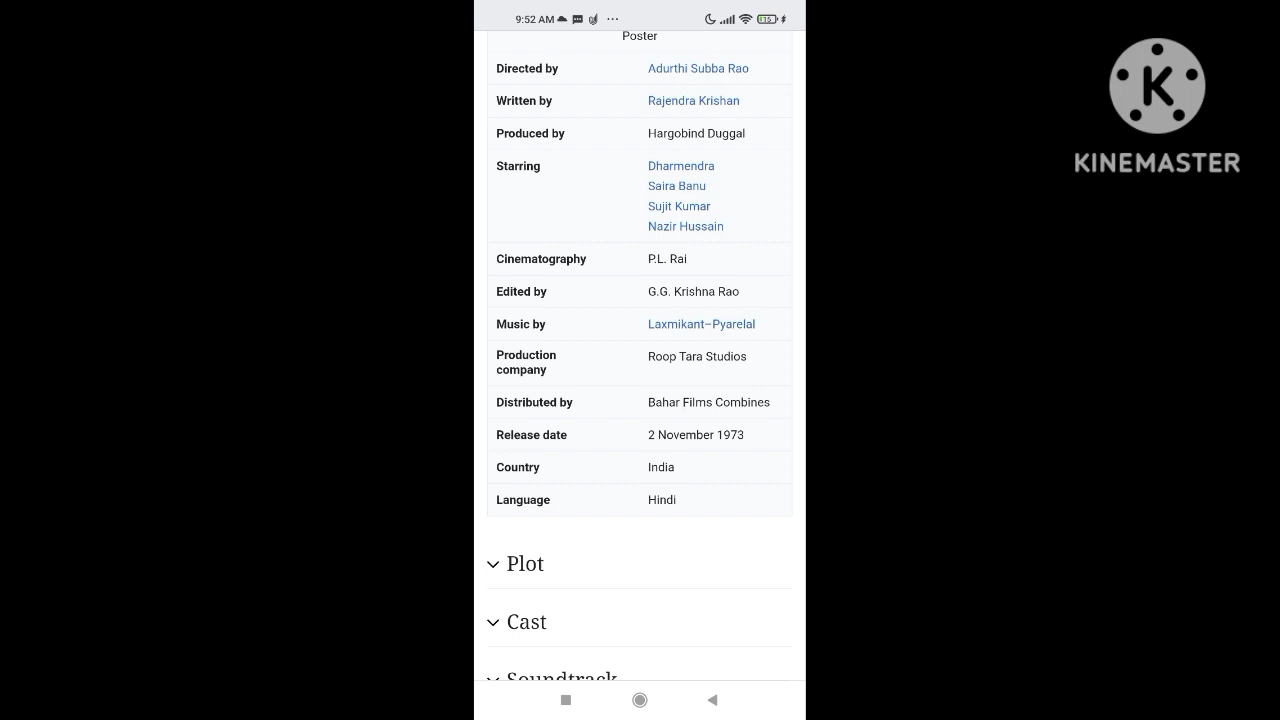 9:52 AM
15
Poster
Directed by Adurthi Subba Rao
Written by Rajendra Krishan
Produced by Hargobind Duggal
Starring Dharmendra
Saira Banu
Sujit Kumar
Nazir Hussain
Cinematography P.L. Rai
Edited by G.G. Krishna Rao
Music by Laxmikant–Pyarelal
Production company Roop Tara Studios
Distributed by Bahar Films Combines
Release date 2 November 1973
Country India
Language Hindi
Plot
Cast
Soundtrack
K
KINEMASTER